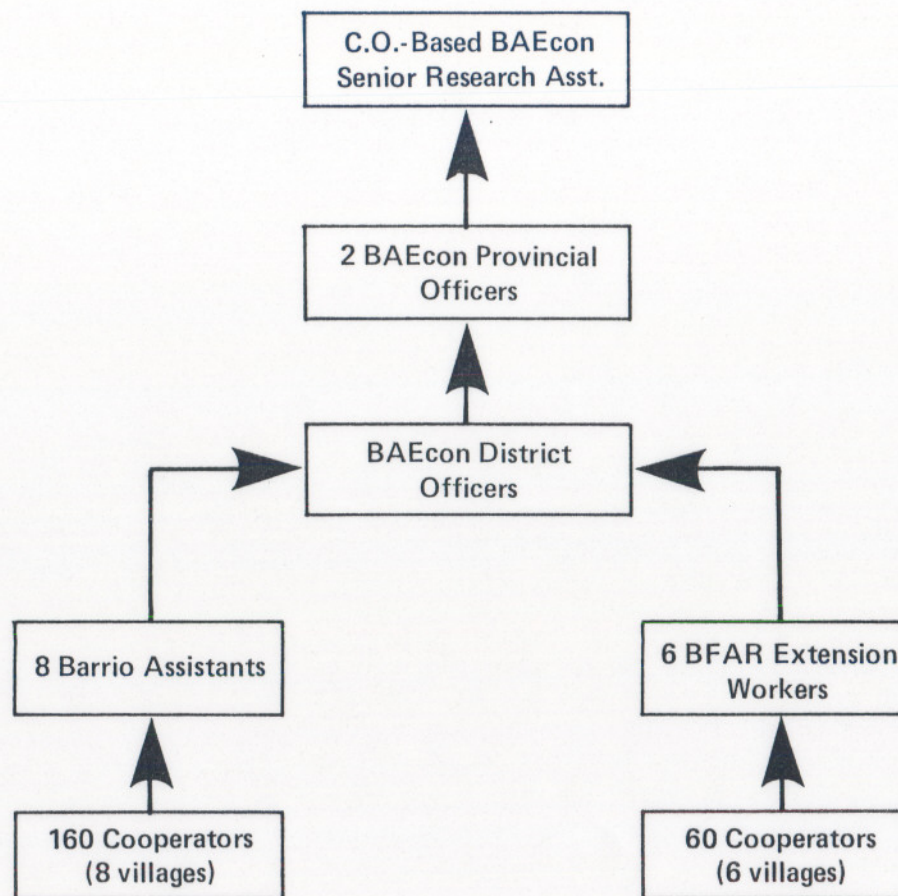 C.O.-Based BAEcon
Senior Research Asst.
2 BAEcon Provincial
Officers
BAEcon District
Officers
8 Barrio Assistants
6 BFAR Extension
Workers
160 Cooperators
(8 villages)
60 Cooperators
(6 villages)